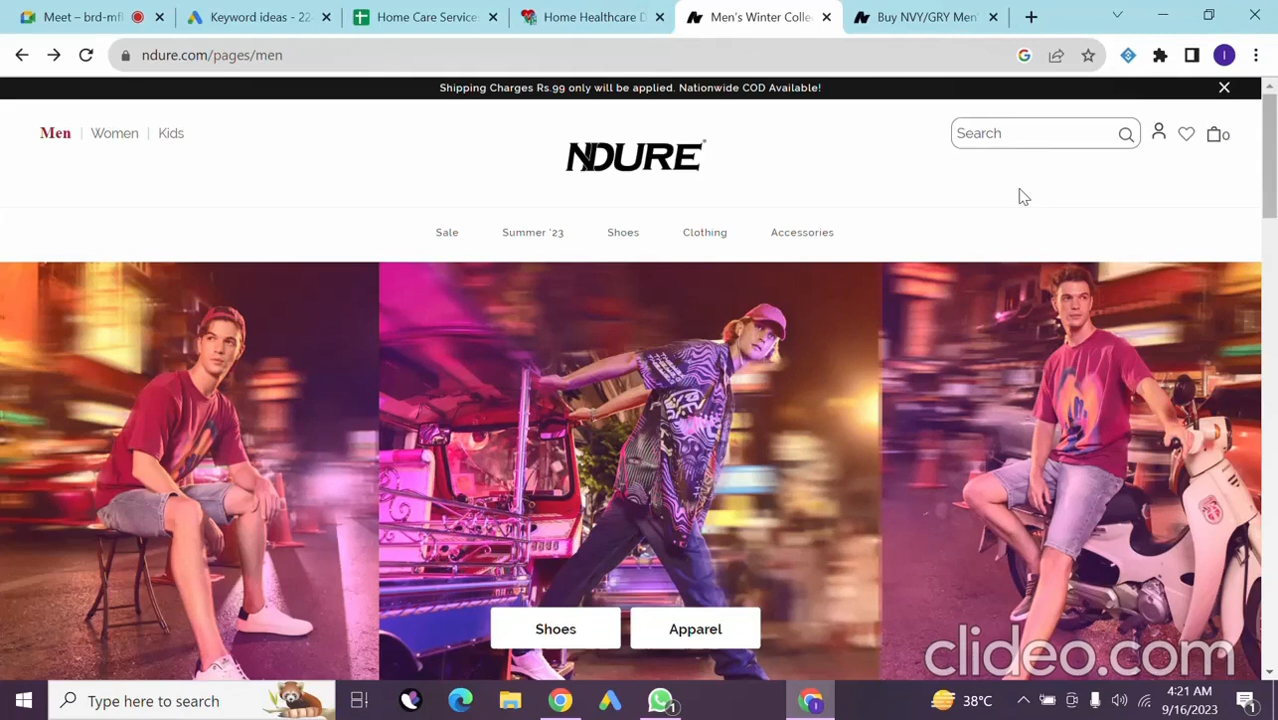 Meet – brd-mf
Keyword ideas - 22
Home Care Service
Home Healthcare D
Men's Winter Colle
Buy NVY/GRY Men'
ndure.com/pages/men
Shipping Charges Rs.99 only will be applied. Nationwide COD Available!
Men | Women | Kids
NDURE
Search
0
Sale Summer '23 Shoes Clothing Accessories
Shoes Apparel
clideo.com
Type here to search
1
38°C
4:21 AM
9/16/2023
1